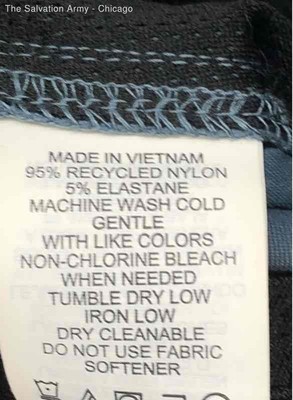 The Salvation Army - Chicago
MADE IN VIETNAM
95% RECYCLED NYLON
5% ELASTANE
MACHINE WASH COLD
GENTLE
WITH LIKE COLORS
NON-CHLORINE BLEACH
WHEN NEEDED
TUMBLE DRY LOW
IRON LOW
DRY CLEANABLE
DO NOT USE FABRIC
SOFTENER